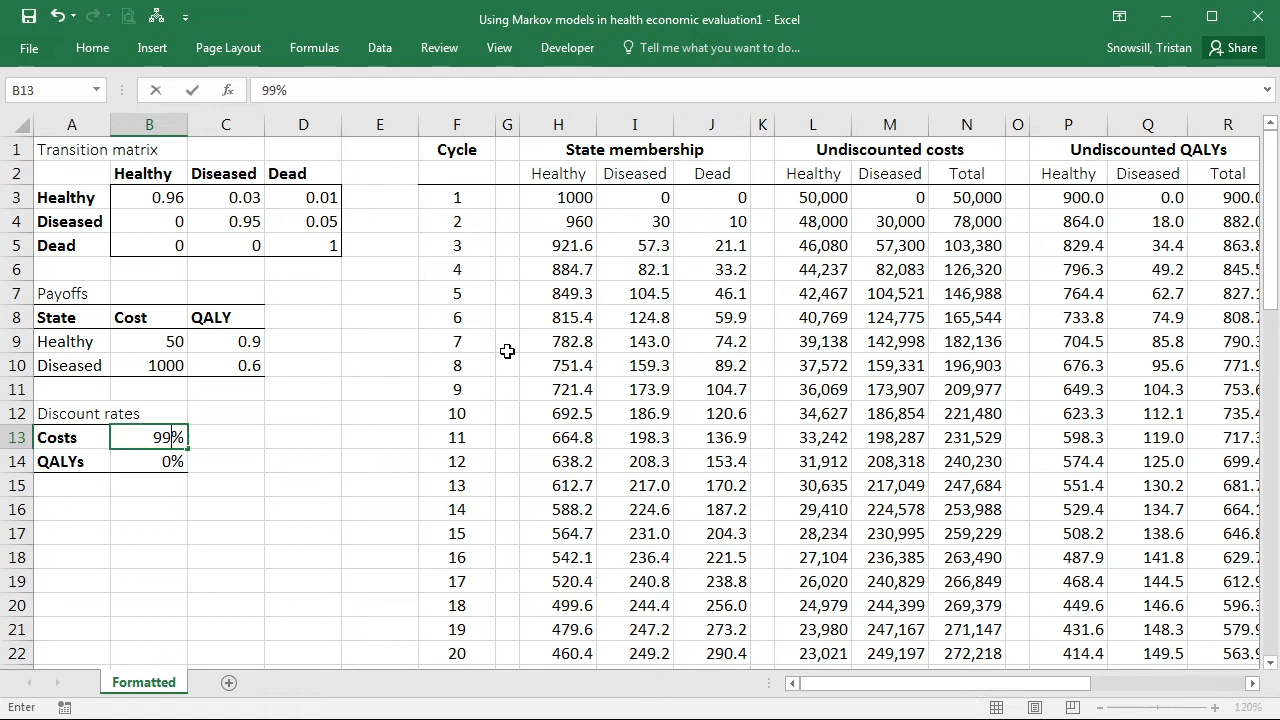 Using Markov models in health economic evaluation1 - Excel
File Home Insert Page Layout Formulas Data Review View Developer Tell me what you want to do... Snowsill, Tristan Share
B13 fx 99%
A B C D E F G H I J K L M N O P Q R
1 Transition matrix Cycle State membership Undiscounted costs Undiscounted QALYs
2 Healthy Diseased Dead Healthy Diseased Dead Healthy Diseased Total Healthy Diseased Total
3 Healthy 0.96 0.03 0.01 1 1000 0 0 50,000 0 50,000 900.0 0.0 900.0
4 Diseased 0 0.95 0.05 2 960 30 10 48,000 30,000 78,000 864.0 18.0 882.0
5 Dead 0 0 1 3 921.6 57.3 21.1 46,080 57,300 103,380 829.4 34.4 863.8
6 4 884.7 82.1 33.2 44,237 82,083 126,320 796.3 49.2 845.5
7 Payoffs 5 849.3 104.5 46.1 42,467 104,521 146,988 764.4 62.7 827.1
8 State Cost QALY 6 815.4 124.8 59.9 40,769 124,775 165,544 733.8 74.9 808.7
9 Healthy 50 0.9 7 782.8 143.0 74.2 39,138 142,998 182,136 704.5 85.8 790.3
10 Diseased 1000 0.6 8 751.4 159.3 89.2 37,572 159,331 196,903 676.3 95.6 771.9
11 9 721.4 173.9 104.7 36,069 173,907 209,977 649.3 104.3 753.6
12 Discount rates 10 692.5 186.9 120.6 34,627 186,854 221,480 623.3 112.1 735.4
13 Costs 99% 11 664.8 198.3 136.9 33,242 198,287 231,529 598.3 119.0 717.3
14 QALYs 0% 12 638.2 208.3 153.4 31,912 208,318 240,230 574.4 125.0 699.4
15 13 612.7 217.0 170.2 30,635 217,049 247,684 551.4 130.2 681.7
16 14 588.2 224.6 187.2 29,410 224,578 253,988 529.4 134.7 664.1
17 15 564.7 231.0 204.3 28,234 230,995 259,229 508.2 138.6 646.8
18 16 542.1 236.4 221.5 27,104 236,385 263,490 487.9 141.8 629.7
19 17 520.4 240.8 238.8 26,020 240,829 266,849 468.4 144.5 612.9
20 18 499.6 244.4 256.0 24,979 244,399 269,379 449.6 146.6 596.3
21 19 479.6 247.2 273.2 23,980 247,167 271,147 431.6 148.3 579.9
22 20 460.4 249.2 290.4 23,021 249,197 272,218 414.4 149.5 563.9
Formatted
Enter 120%